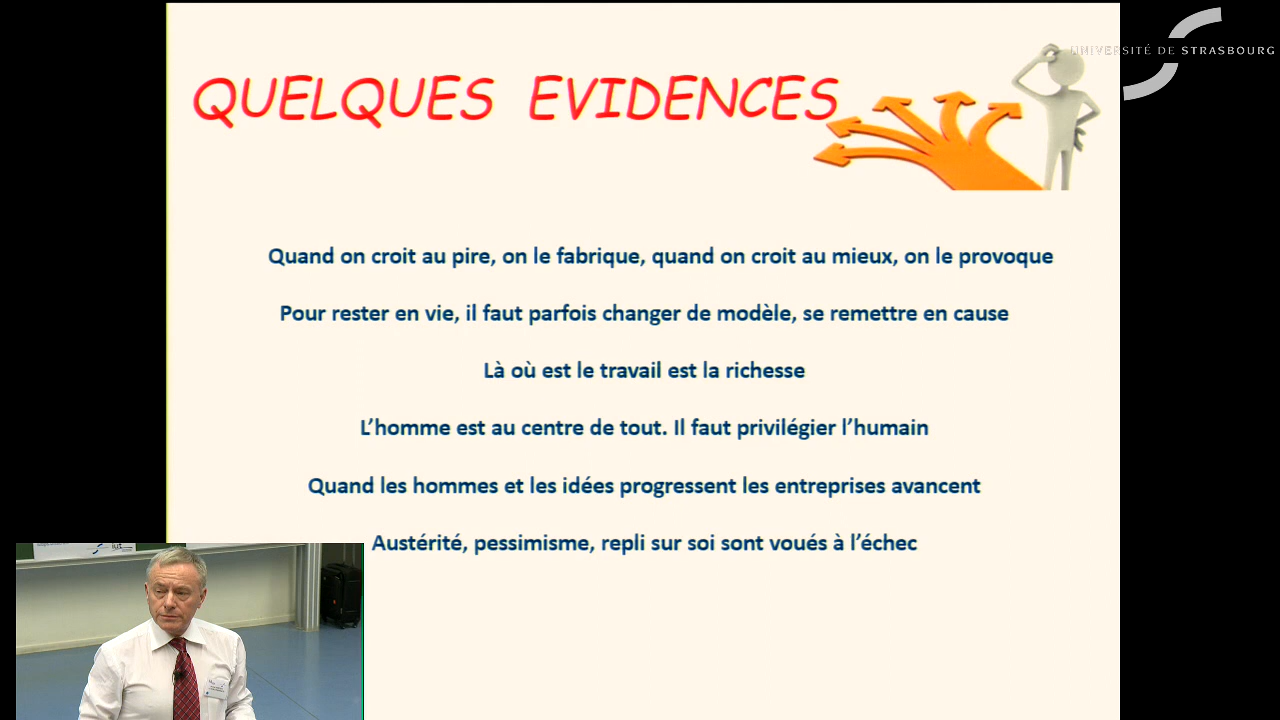 UNIVERSITÉ DE STRASBOURG
QUELQUES EVIDENCES
Quand on croit au pire, on le fabrique, quand on croit au mieux, on le provoque
Pour rester en vie, il faut parfois changer de modèle, se remettre en cause
Là où est le travail est la richesse
L’homme est au centre de tout. Il faut privilégier l’humain
Quand les hommes et les idées progressent les entreprises avancent
Austérité, pessimisme, repli sur soi sont voués à l’échec